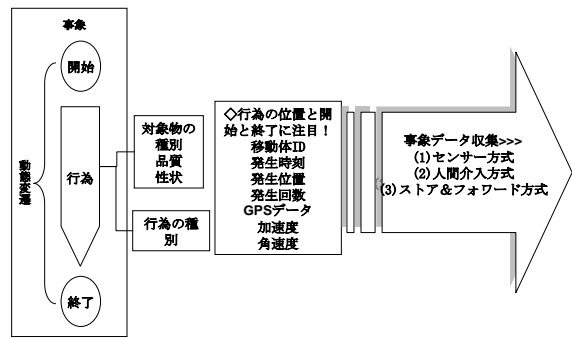 事象
開始
動態変遷
行為
終了
対象物の
種別
品質
性状
行為の種
別
◇行為の位置と開
始と終了に注目！
移動体ID
発生時刻
発生位置
発生回数
GPSデータ
加速度
角速度
事象データ収集>>>
(1)センサー方式
(2)人間介入方式
(3)ストア＆フォワード方式